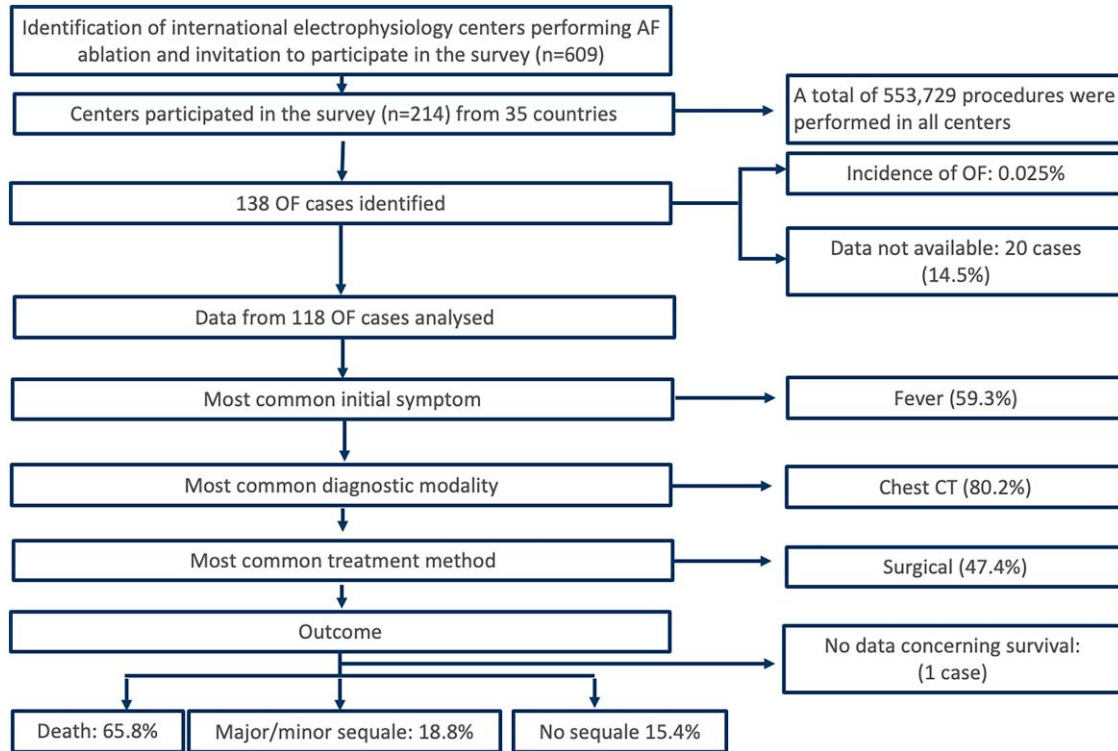 Identification of international electrophysiology centers performing AF
ablation and invitation to participate in the survey (n=609)
Centers participated in the survey (n=214) from 35 countries
A total of 553,729 procedures were
performed in all centers
Incidence of OF: 0.025%
138 OF cases identified
Data not available: 20 cases
(14.5%)
Data from 118 OF cases analysed
Most common initial symptom
Fever (59.3%)
Most common diagnostic modality
Chest CT (80.2%)
Most common treatment method
Surgical (47.4%)
Outcome
No data concerning survival:
(1 case)
Death: 65.8%
Major/minor sequale: 18.8%
No sequale 15.4%